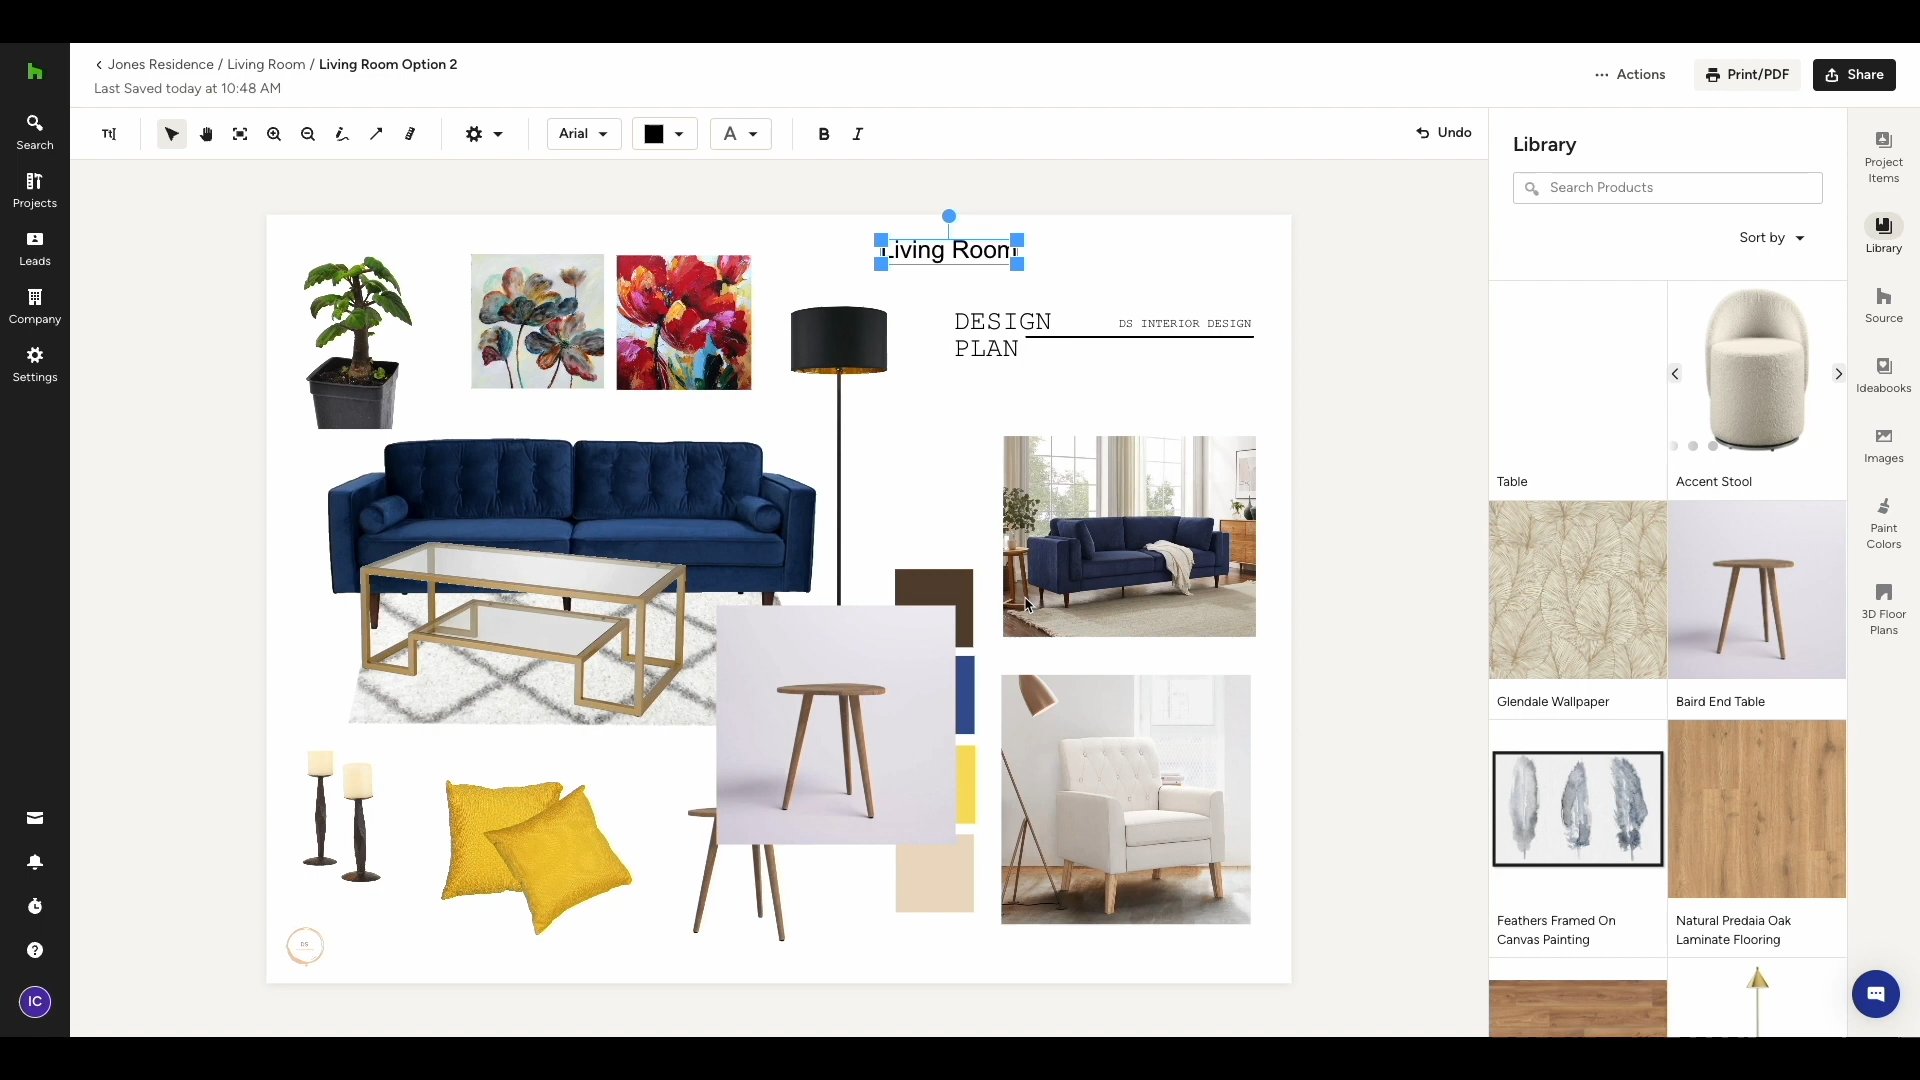 Jones Residence / Living Room / Living Room Option 2
Last Saved today at 10:48 AM
Actions
Print/PDF
Share
Search
Projects
Leads
Company
Settings
IC
TtI
Arial
A
B
I
Undo
Living Room
DESIGN
PLAN
DS INTERIOR DESIGN
DS
Library
Search Products
Sort by
Table
Accent Stool
Glendale Wallpaper
Baird End Table
Feathers Framed On
Canvas Painting
Natural Predaia Oak
Laminate Flooring
Project
Items
Library
Source
Ideabooks
Images
Paint
Colors
3D Floor
Plans